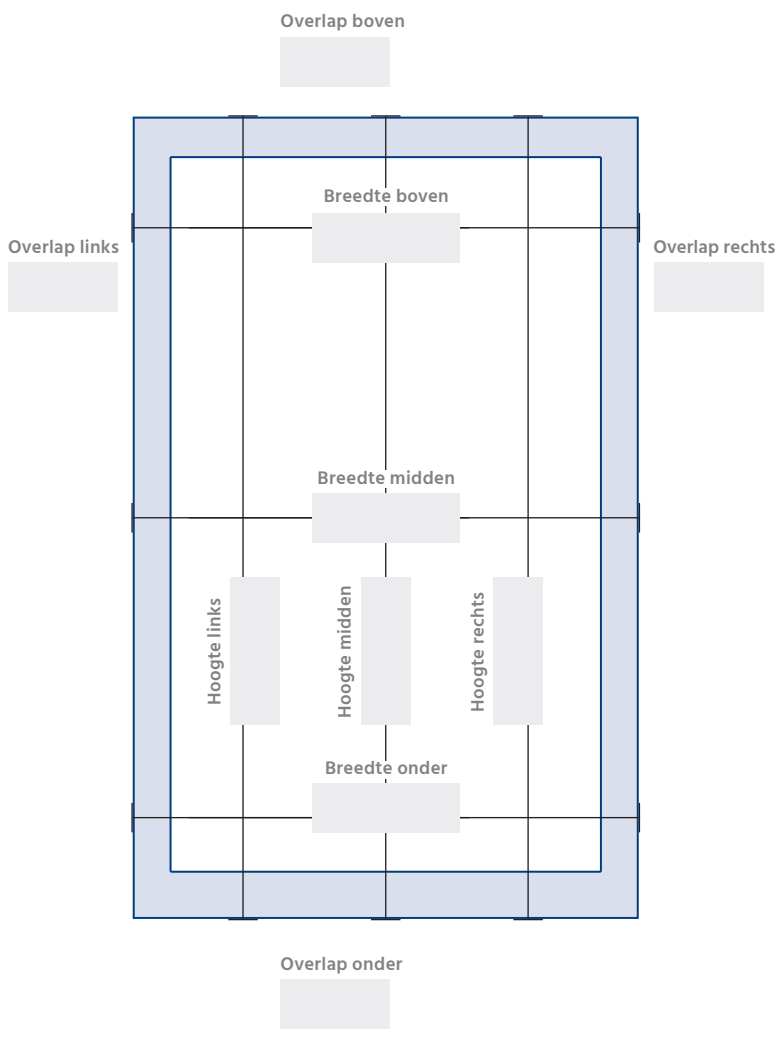 Overlap boven
Breedte boven
Overlap links
Overlap rechts
Breedte midden
Hoogte links
Hoogte midden
Hoogte rechts
Breedte onder
Overlap onder